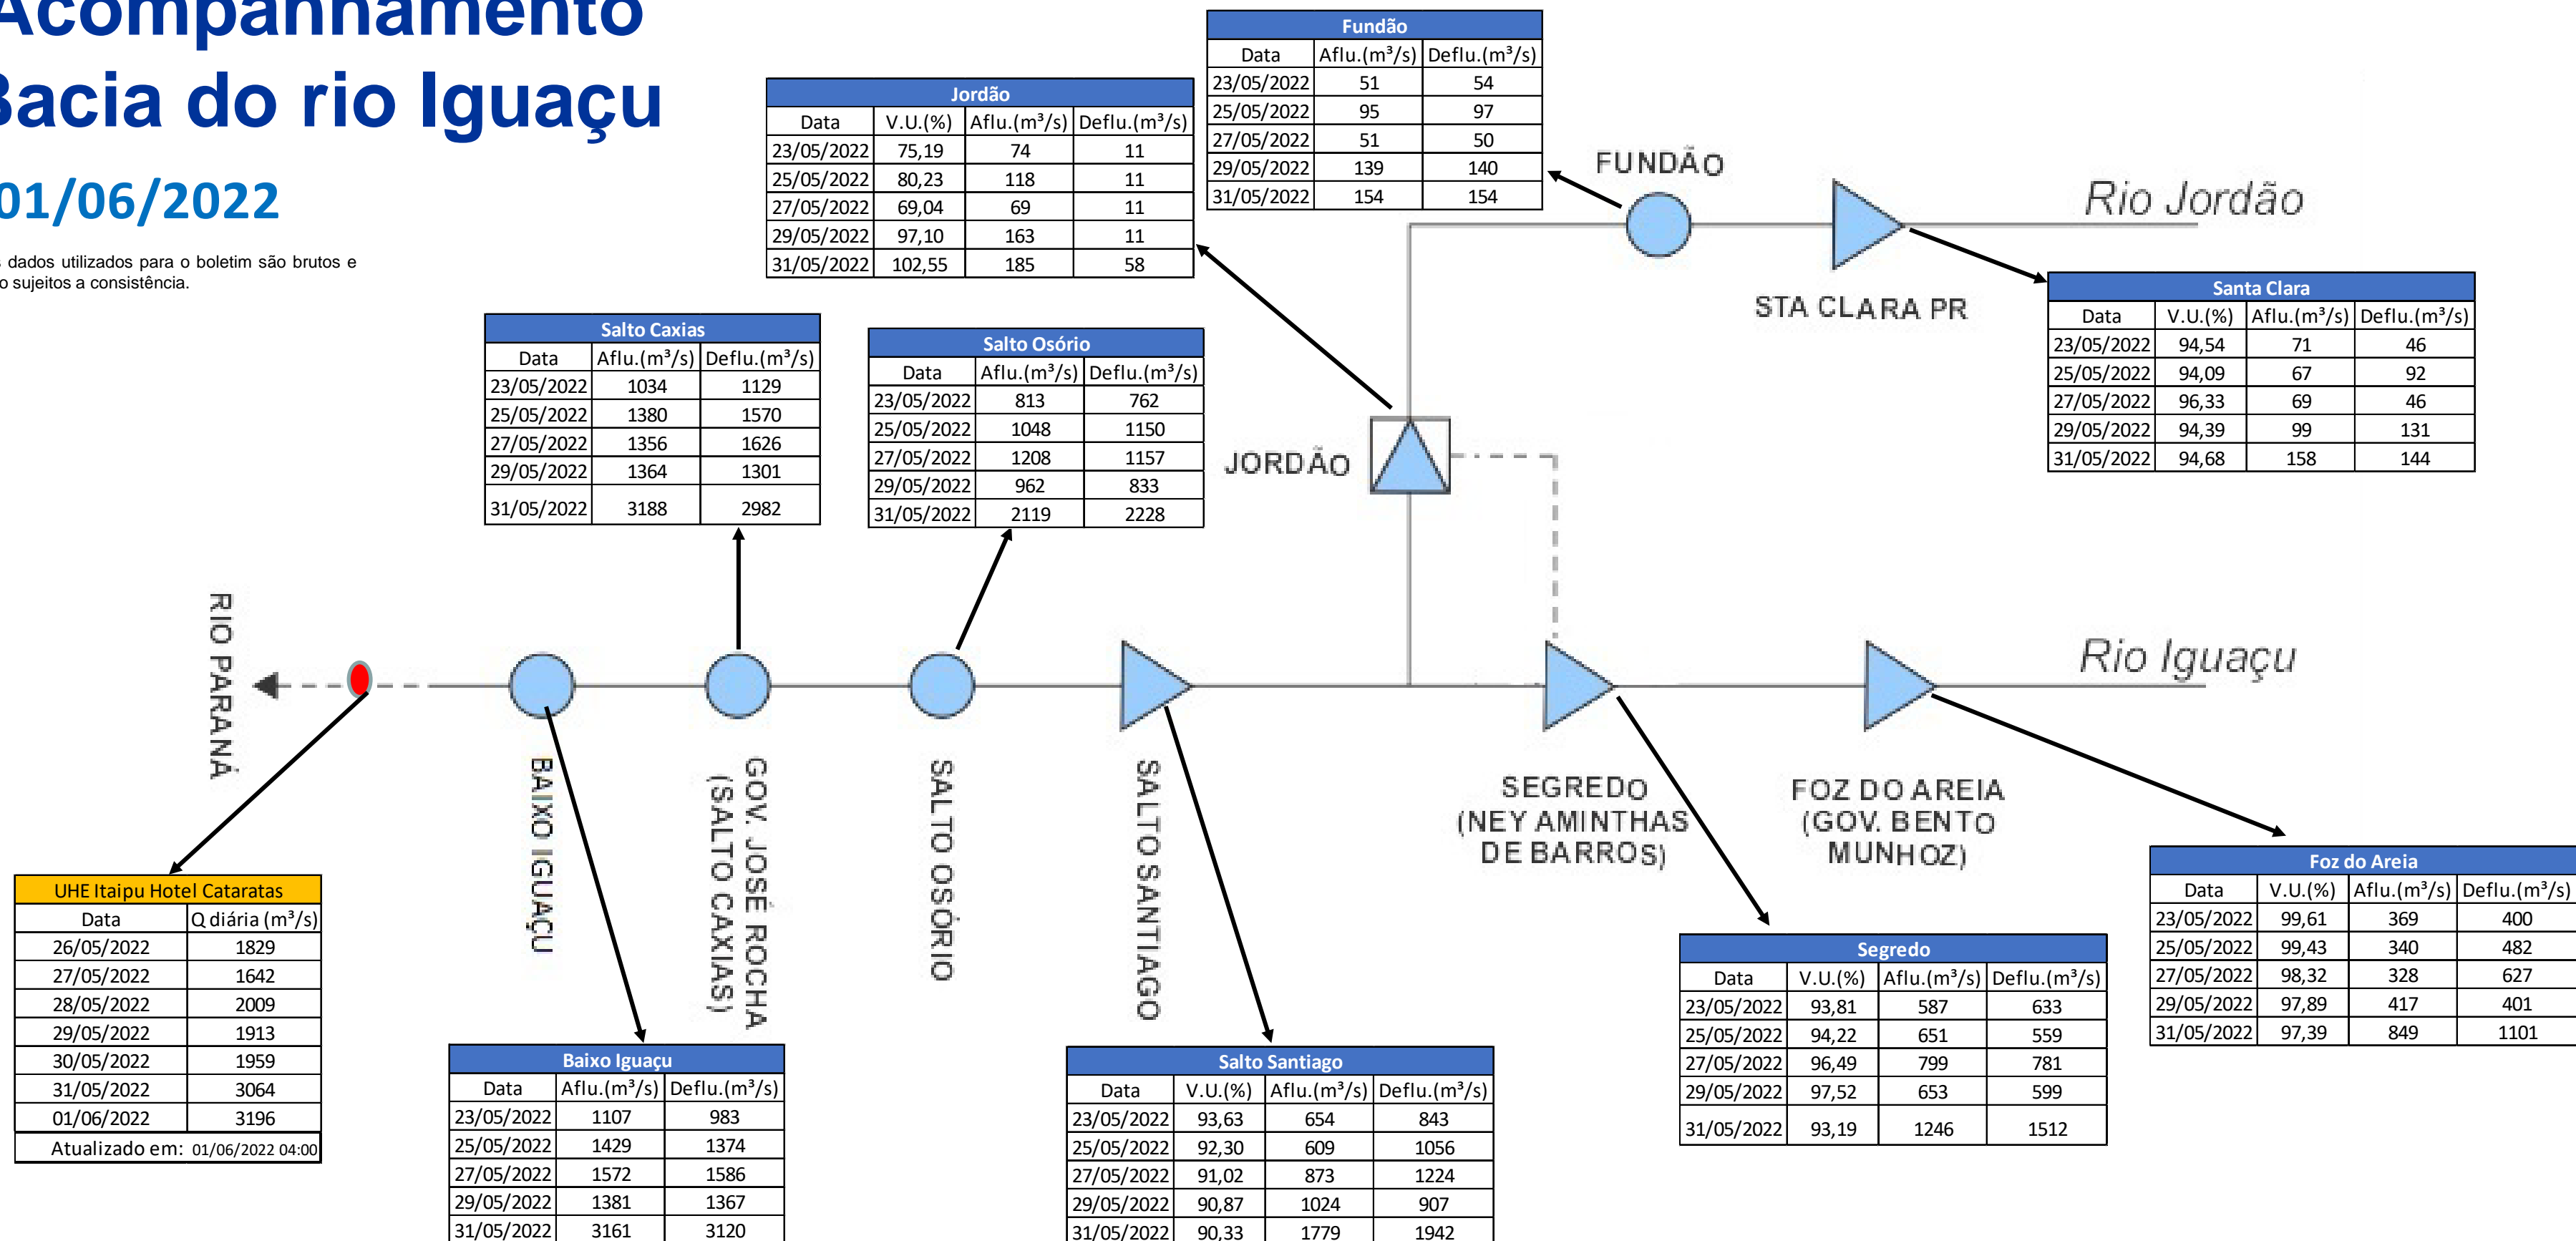 Acompanhamento
Bacia do rio Iguaçu
01/06/2022
dados utilizados para o boletim são brutos e
sujeitos a consistência.
Fundão
Data Aflu.(m³/s) Deflu.(m³/s)
23/05/2022 51 54
25/05/2022 95 97
27/05/2022 51 50
29/05/2022 139 140
31/05/2022 154 154
Jordão
Data V.U.(%) Aflu.(m³/s) Deflu.(m³/s)
23/05/2022 75,19 74 11
25/05/2022 80,23 118 11
27/05/2022 69,04 69 11
29/05/2022 97,10 163 11
31/05/2022 102,55 185 58
FUNDÃO
Rio Jordão
STA CLARA PR
Santa Clara
Data V.U.(%) Aflu.(m³/s) Deflu.(m³/s)
23/05/2022 94,54 71 46
25/05/2022 94,09 67 92
27/05/2022 96,33 69 46
29/05/2022 94,39 99 131
31/05/2022 94,68 158 144
Salto Caxias
Data Aflu.(m³/s) Deflu.(m³/s)
23/05/2022 1034 1129
25/05/2022 1380 1570
27/05/2022 1356 1626
29/05/2022 1364 1301
31/05/2022 3188 2982
Salto Osório
Data Aflu.(m³/s) Deflu.(m³/s)
23/05/2022 813 762
25/05/2022 1048 1150
27/05/2022 1208 1157
29/05/2022 962 833
31/05/2022 2119 2228
JORDÃO
RIO PARANÁ
Rio Iguaçu
BAIXO IGUAÇU
GOV. JOSÉ ROCHA
(SALTO CAXIAS)
SALTO OSÓRIO
SALTO SANTIAGO
SEGREDO
(NEY AMINTHAS
DE BARROS)
FOZ DO AREIA
(GOV. BENTO
MUNHOZ)
UHE Itaipu Hotel Cataratas
Data Q diária (m³/s)
26/05/2022 1829
27/05/2022 1642
28/05/2022 2009
29/05/2022 1913
30/05/2022 1959
31/05/2022 3064
01/06/2022 3196
Atualizado em: 01/06/2022 04:00
Baixo Iguaçu
Data Aflu.(m³/s) Deflu.(m³/s)
23/05/2022 1107 983
25/05/2022 1429 1374
27/05/2022 1572 1586
29/05/2022 1381 1367
31/05/2022 3161 3120
Salto Santiago
Data V.U.(%) Aflu.(m³/s) Deflu.(m³/s)
23/05/2022 93,63 654 843
25/05/2022 92,30 609 1056
27/05/2022 91,02 873 1224
29/05/2022 90,87 1024 907
31/05/2022 90,33 1779 1942
Segredo
Data V.U.(%) Aflu.(m³/s) Deflu.(m³/s)
23/05/2022 93,81 587 633
25/05/2022 94,22 651 559
27/05/2022 96,49 799 781
29/05/2022 97,52 653 599
31/05/2022 93,19 1246 1512
Foz do Areia
Data V.U.(%) Aflu.(m³/s) Deflu.(m³/s)
23/05/2022 99,61 369 400
25/05/2022 99,43 340 482
27/05/2022 98,32 328 627
29/05/2022 97,89 417 401
31/05/2022 97,39 849 1101